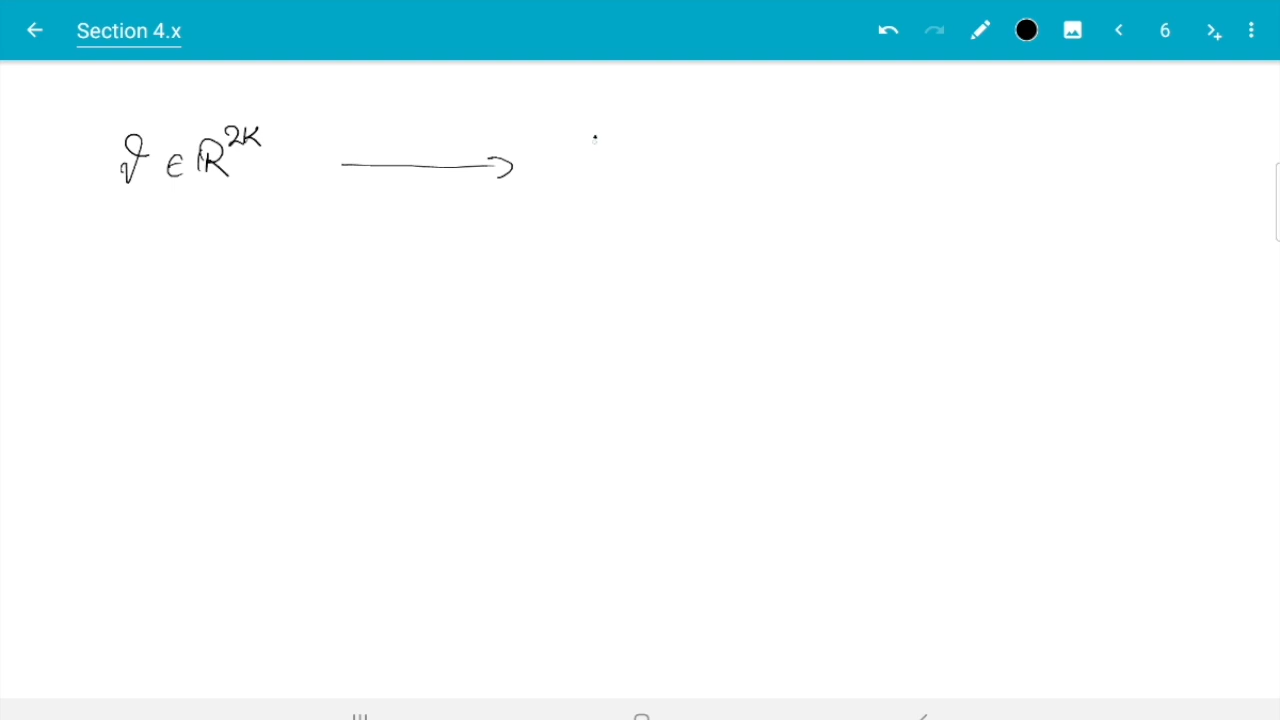 Section 4.x
6
ϑ ∈ ℝ^{2K} ⟶